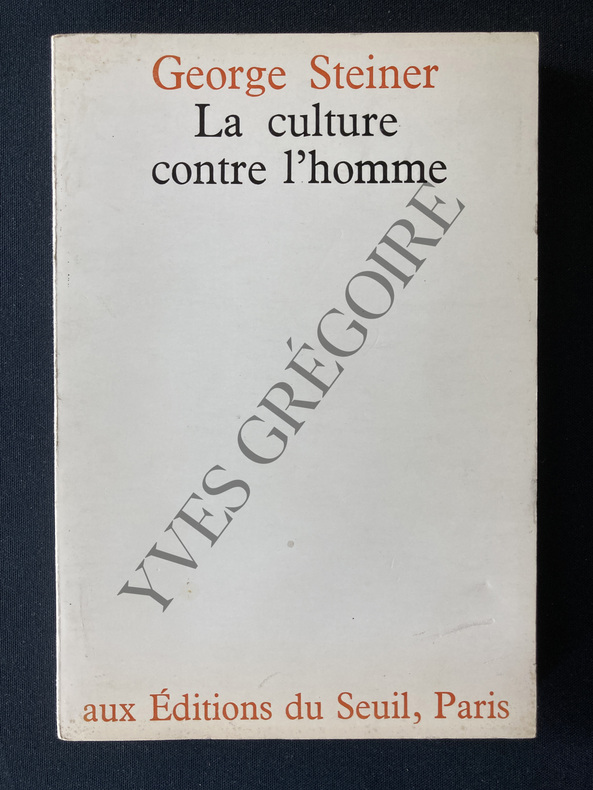 George Steiner
La culture
contre l'homme
YVES GRÉGOIRE
aux Éditions du Seuil, Paris